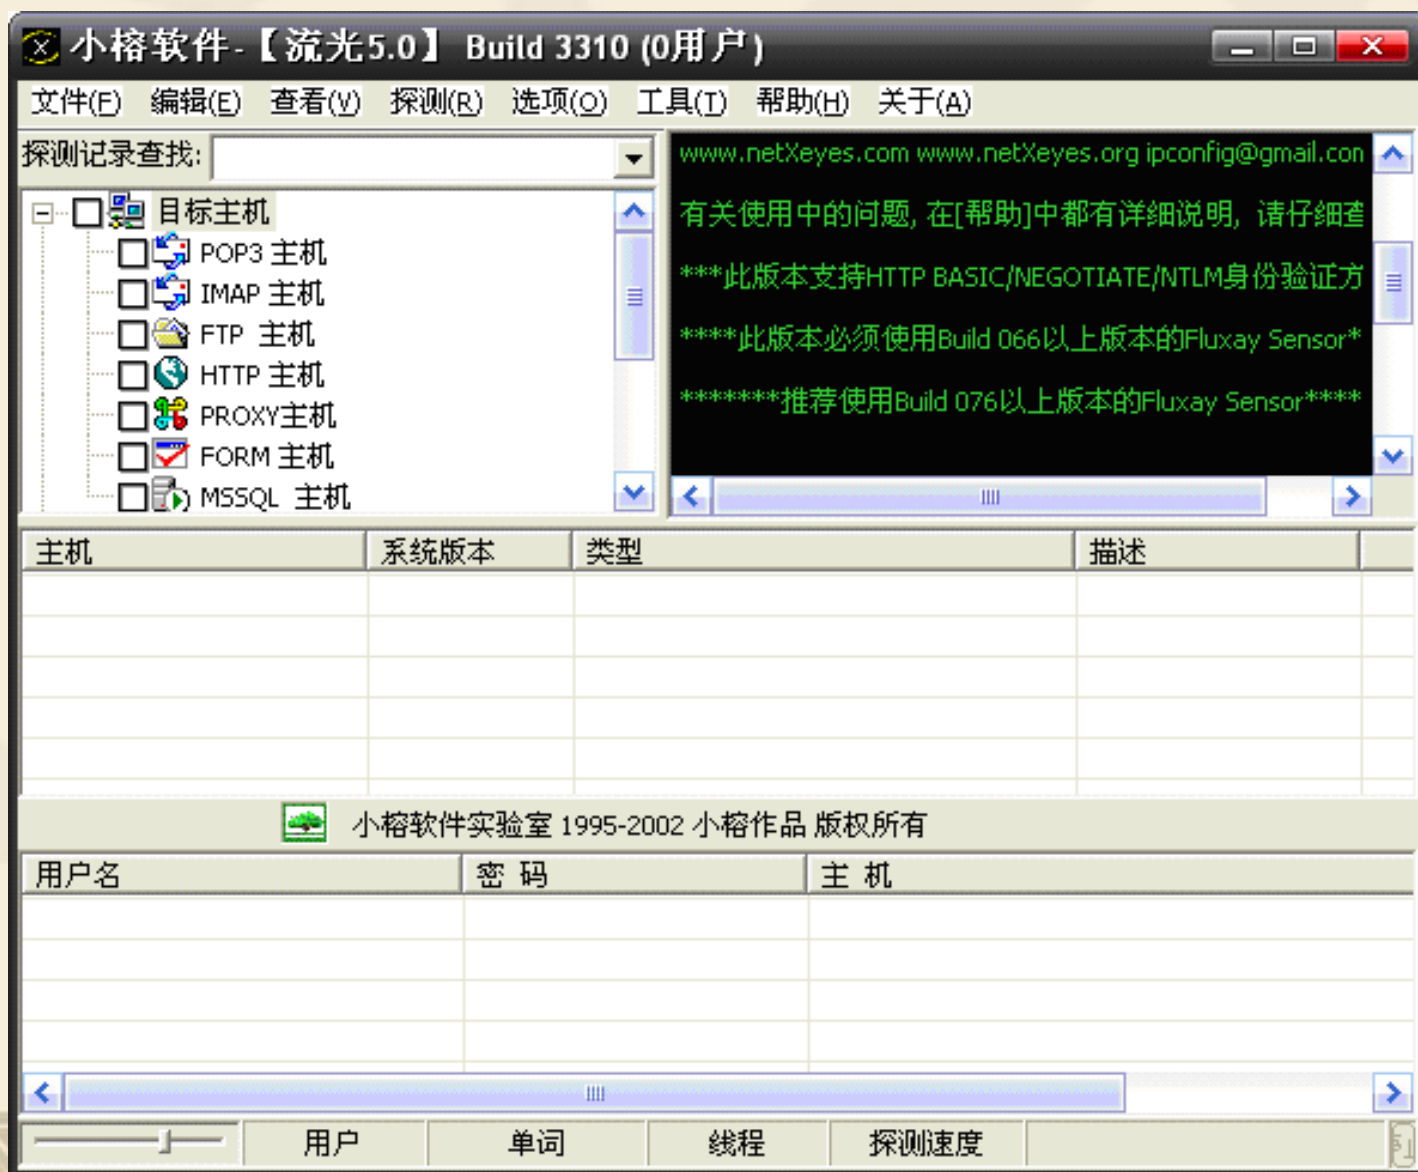 小榕软件-【流光5.0】 Build 3310 (0用户)
文件(F) 编辑(E) 查看(V) 探测(R) 选项(O) 工具(T) 帮助(H) 关于(A)
探测记录查找:
目标主机
POP3 主机
IMAP 主机
FTP 主机
HTTP 主机
PROXY主机
FORM 主机
MSSQL 主机
www.netXeyes.com www.netXeyes.org ipconfig@gmail.con
有关使用中的问题, 在[帮助]中都有详细说明, 请仔细查
***此版本支持HTTP BASIC/NEGOTIATE/NTLM身份验证方
****此版本必须使用Build 066以上版本的Fluxay Sensor*
*******推荐使用Build 076以上版本的Fluxay Sensor****
主机 系统版本 类型 描述
小榕软件实验室 1995-2002 小榕作品 版权所有
用户名 密 码 主 机
用户 单词 线程 探测速度